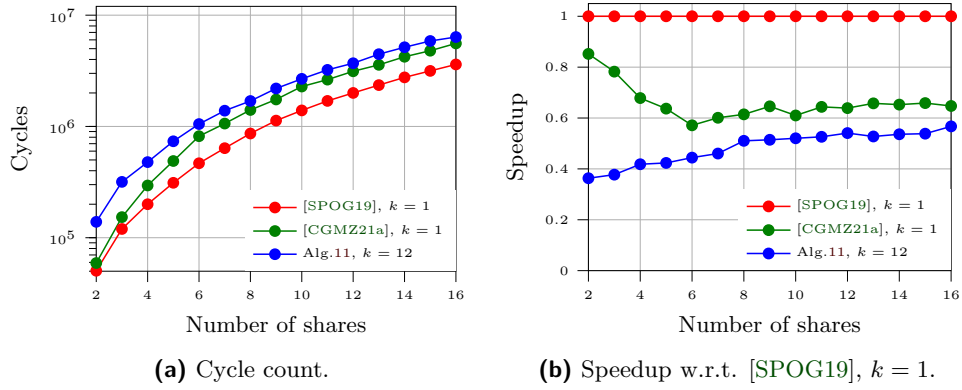 10^7
10^6
10^5
Cycles
2 4 6 8 10 12 14 16
Number of shares
[SPOG19], k = 1
[CGMZ21a], k = 1
Alg.11, k = 12
(a) Cycle count.
1
0.8
0.6
0.4
0.2
0
Speedup
2 4 6 8 10 12 14 16
Number of shares
[SPOG19], k = 1
[CGMZ21a], k = 1
Alg.11, k = 12
(b) Speedup w.r.t. [SPOG19], k = 1.